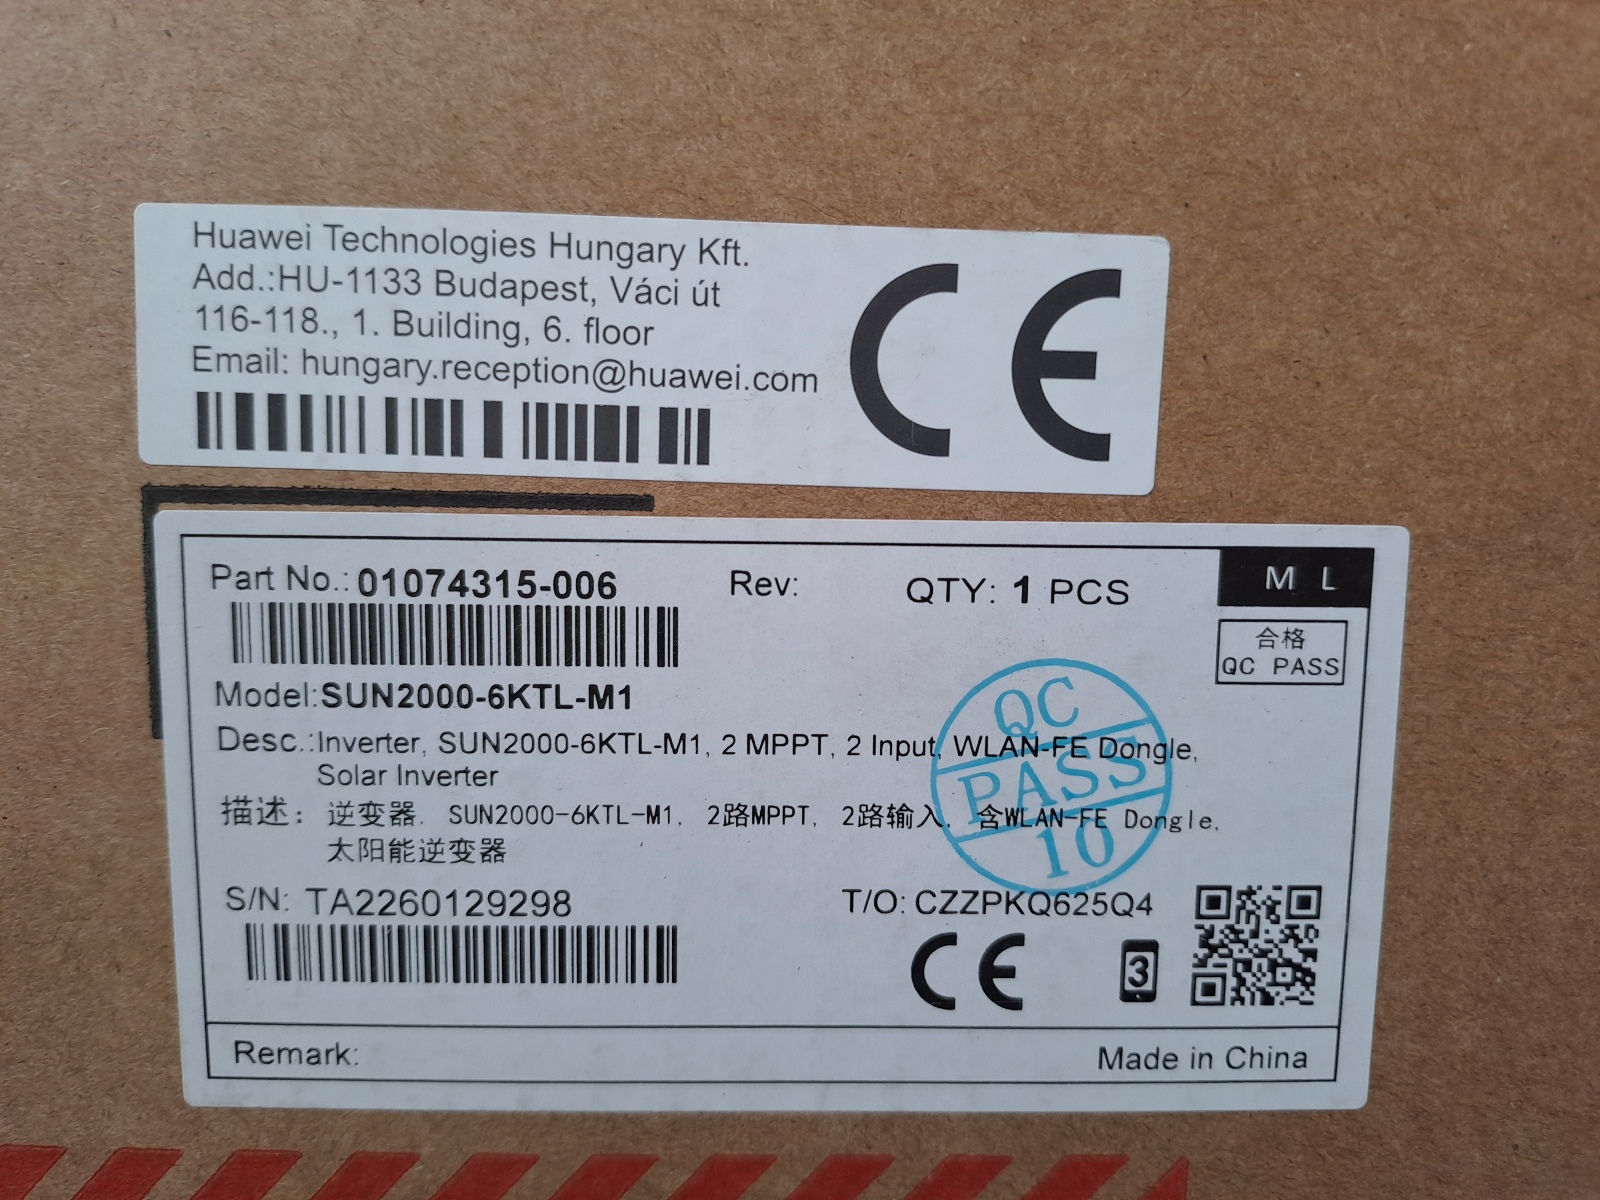 Huawei Technologies Hungary Kft.
Add.:HU-1133 Budapest, Váci út
116-118., 1. Building, 6. floor
Email: hungary.reception@huawei.com
CE
Part No.: 01074315-006 Rev: QTY: 1 PCS
M L
合格
QC PASS
Model:SUN2000-6KTL-M1
QC
PASS
10
Desc.:Inverter, SUN2000-6KTL-M1, 2 MPPT, 2 Input, WLAN-FE Dongle,
Solar Inverter
描述：逆变器, SUN2000-6KTL-M1, 2路MPPT, 2路输入, 含WLAN-FE Dongle,
太阳能逆变器
S/N: TA2260129298 T/O: CZZPKQ625Q4
CE 3
Remark: Made in China